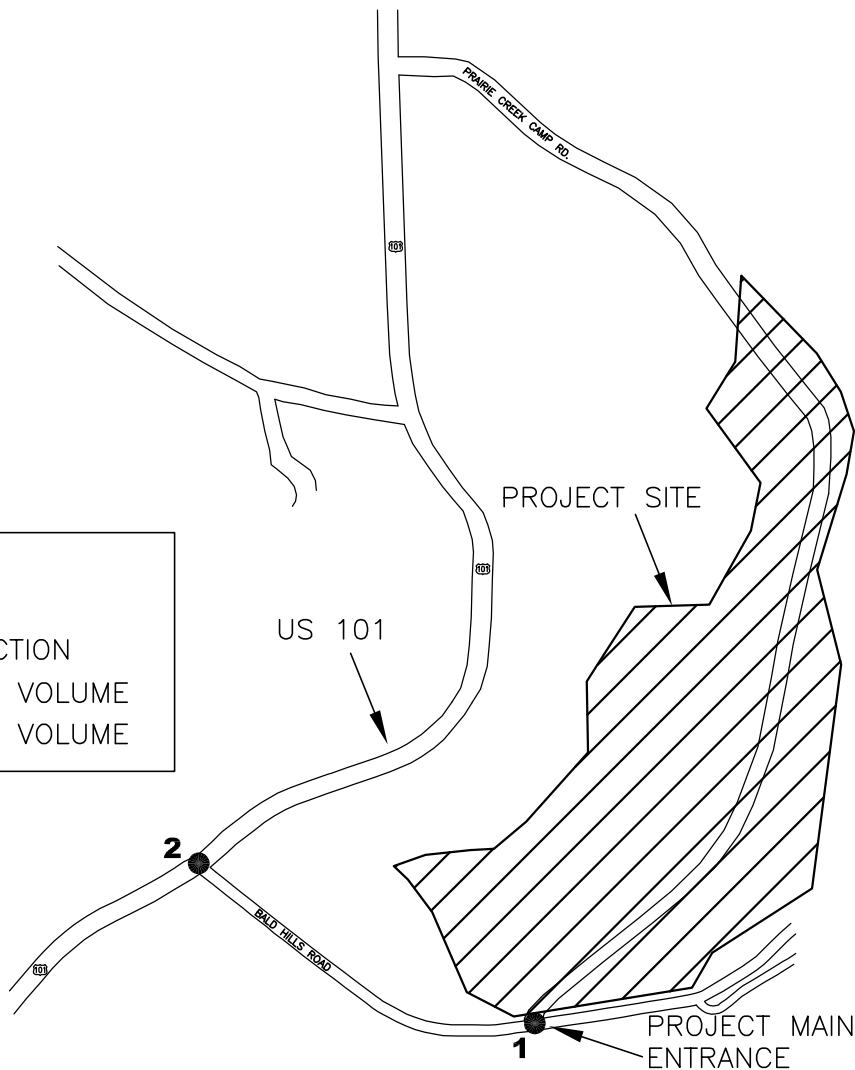 PRAIRIE CREEK CAMP RD.
101
PROJECT SITE
101
US 101
CTION
VOLUME
VOLUME
2
BALD HILLS ROAD
101
1
PROJECT MAIN
ENTRANCE